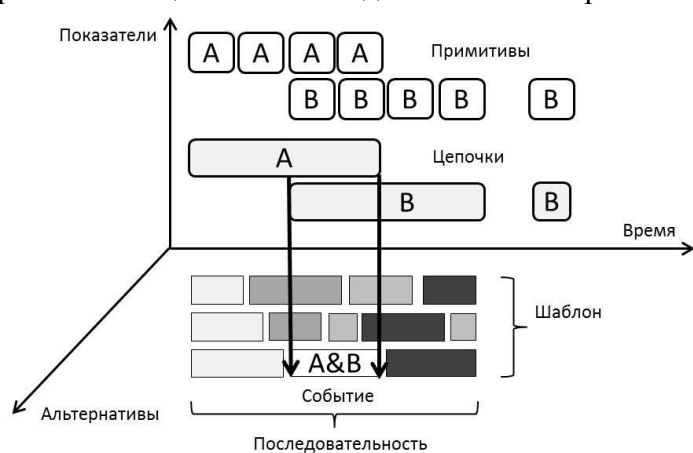 Показатели
A A A A Примитивы
B B B B B
A Цепочки
B B
Время
Шаблон
A&B
Событие
Альтернативы
Последовательность